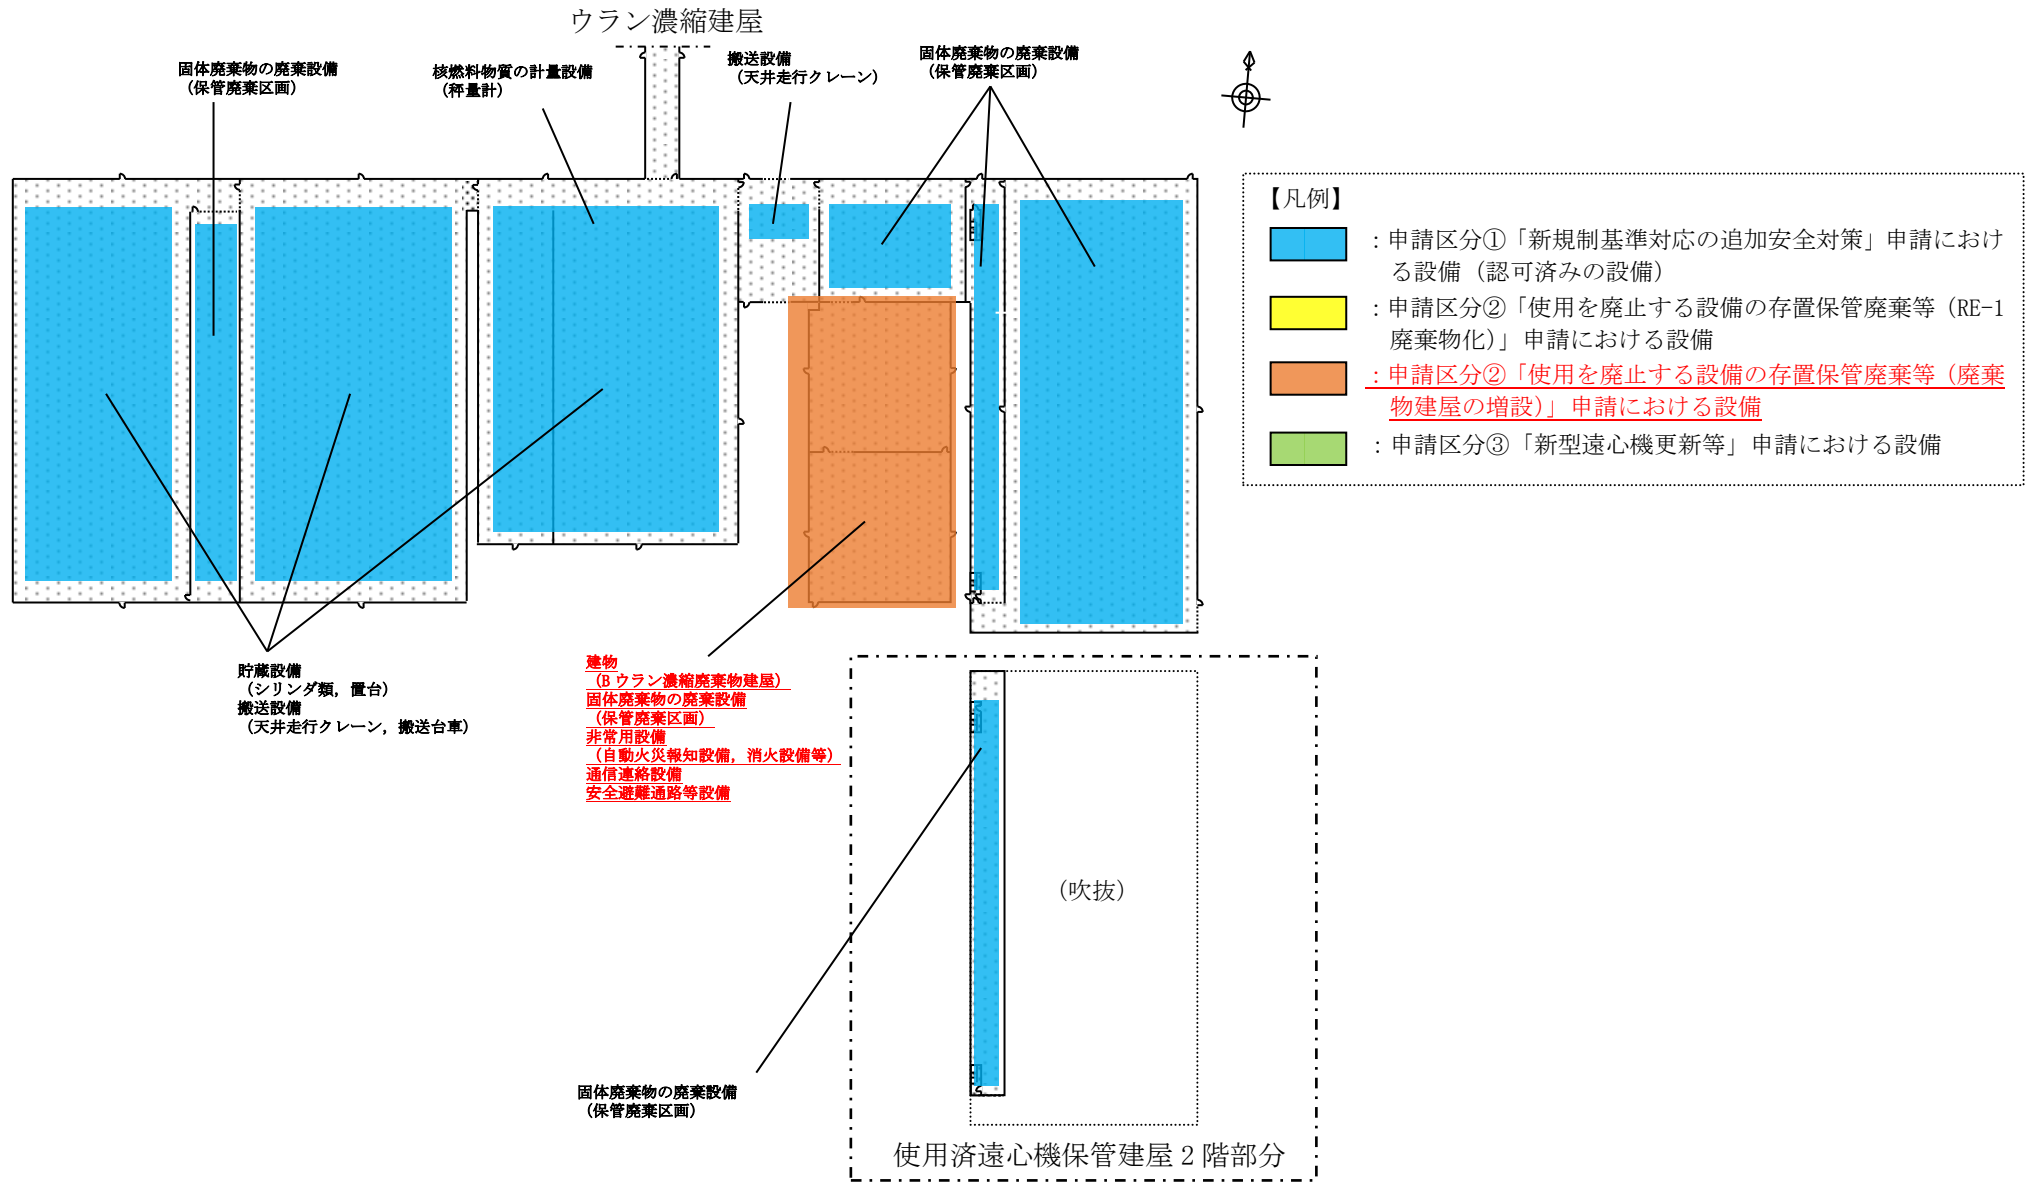 ウラン濃縮建屋
固体廃棄物の廃棄設備
（保管廃棄区画）
核燃料物質の計量設備
（秤量計）
搬送設備
（天井走行クレーン）
固体廃棄物の廃棄設備
（保管廃棄区画）
【凡例】
：申請区分①「新規制基準対応の追加安全対策」申請におけ
る設備（認可済みの設備）
：申請区分②「使用を廃止する設備の存置保管廃棄等（RE-1
廃棄物化）」申請における設備
：申請区分②「使用を廃止する設備の存置保管廃棄等（廃棄
物建屋の増設）」申請における設備
：申請区分③「新型遠心機更新等」申請における設備
貯蔵設備
（シリンダ類，置台）
搬送設備
（天井走行クレーン，搬送台車）
建物
（B ウラン濃縮廃棄物建屋）
固体廃棄物の廃棄設備
（保管廃棄区画）
非常用設備
（自動火災報知設備，消火設備等）
通信連絡設備
安全避難通路等設備
（吹抜）
固体廃棄物の廃棄設備
（保管廃棄区画）
使用済遠心機保管建屋２階部分